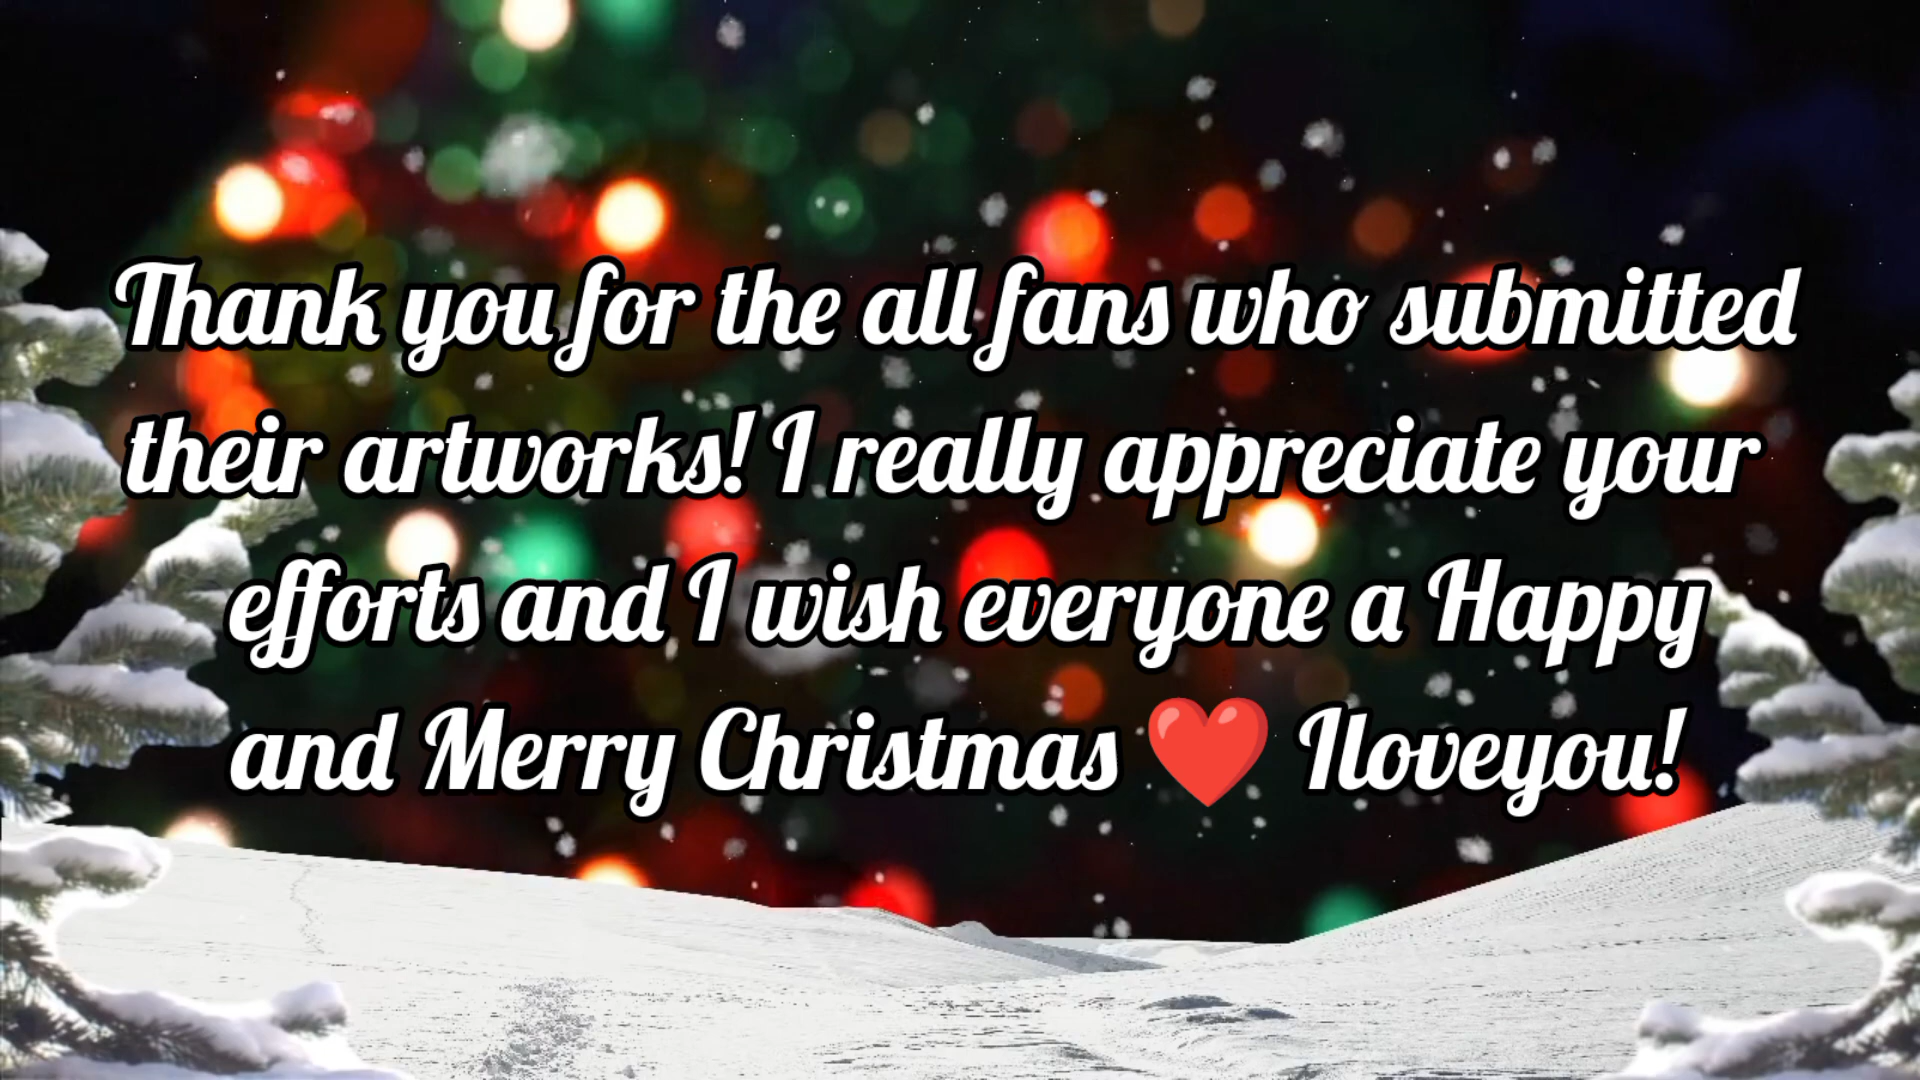 Thank you for the all fans who submitted
their artworks! I really appreciate your
efforts and I wish everyone a Happy
and Merry Christmas ❤️ Iloveyou!